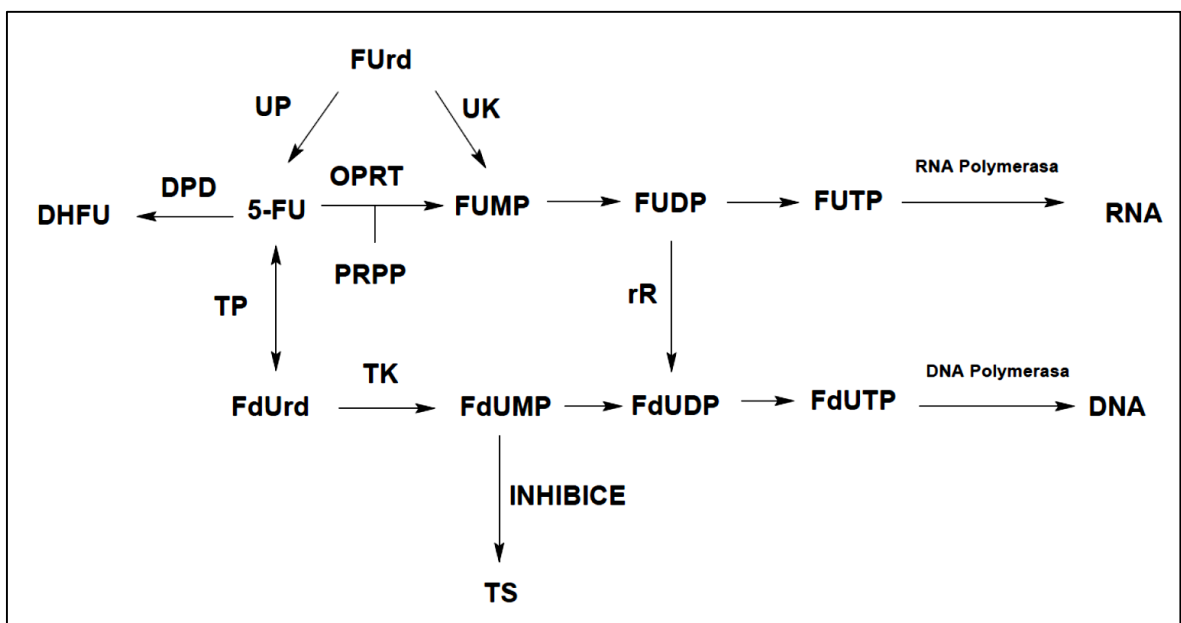 FUrd
UP UK
DPD OPRT RNA Polymerasa
DHFU 5-FU FUMP FUDP FUTP RNA
PRPP
TP rR
TK DNA Polymerasa
FdUrd FdUMP FdUDP FdUTP DNA
INHIBICE
TS